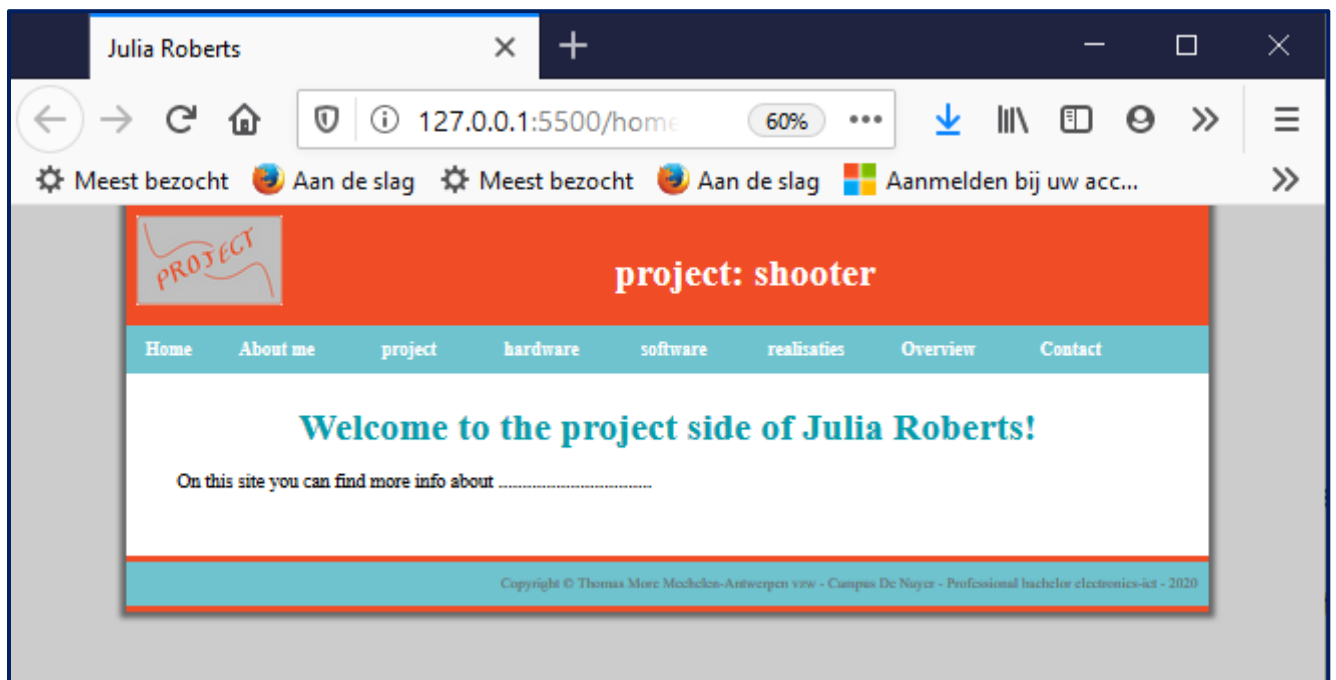 Julia Roberts
127.0.0.1:5500/home 60%
Meest bezocht Aan de slag Meest bezocht Aan de slag Aanmelden bij uw acc...
PROJECT
project: shooter
Home About me project hardware software realisaties Overview Contact
Welcome to the project side of Julia Roberts!
On this site you can find more info about ...................................
Copyright © Thomas More Mechelen-Antwerpen vzw - Campus De Nayer - Professional bachelor electronics-ict - 2020